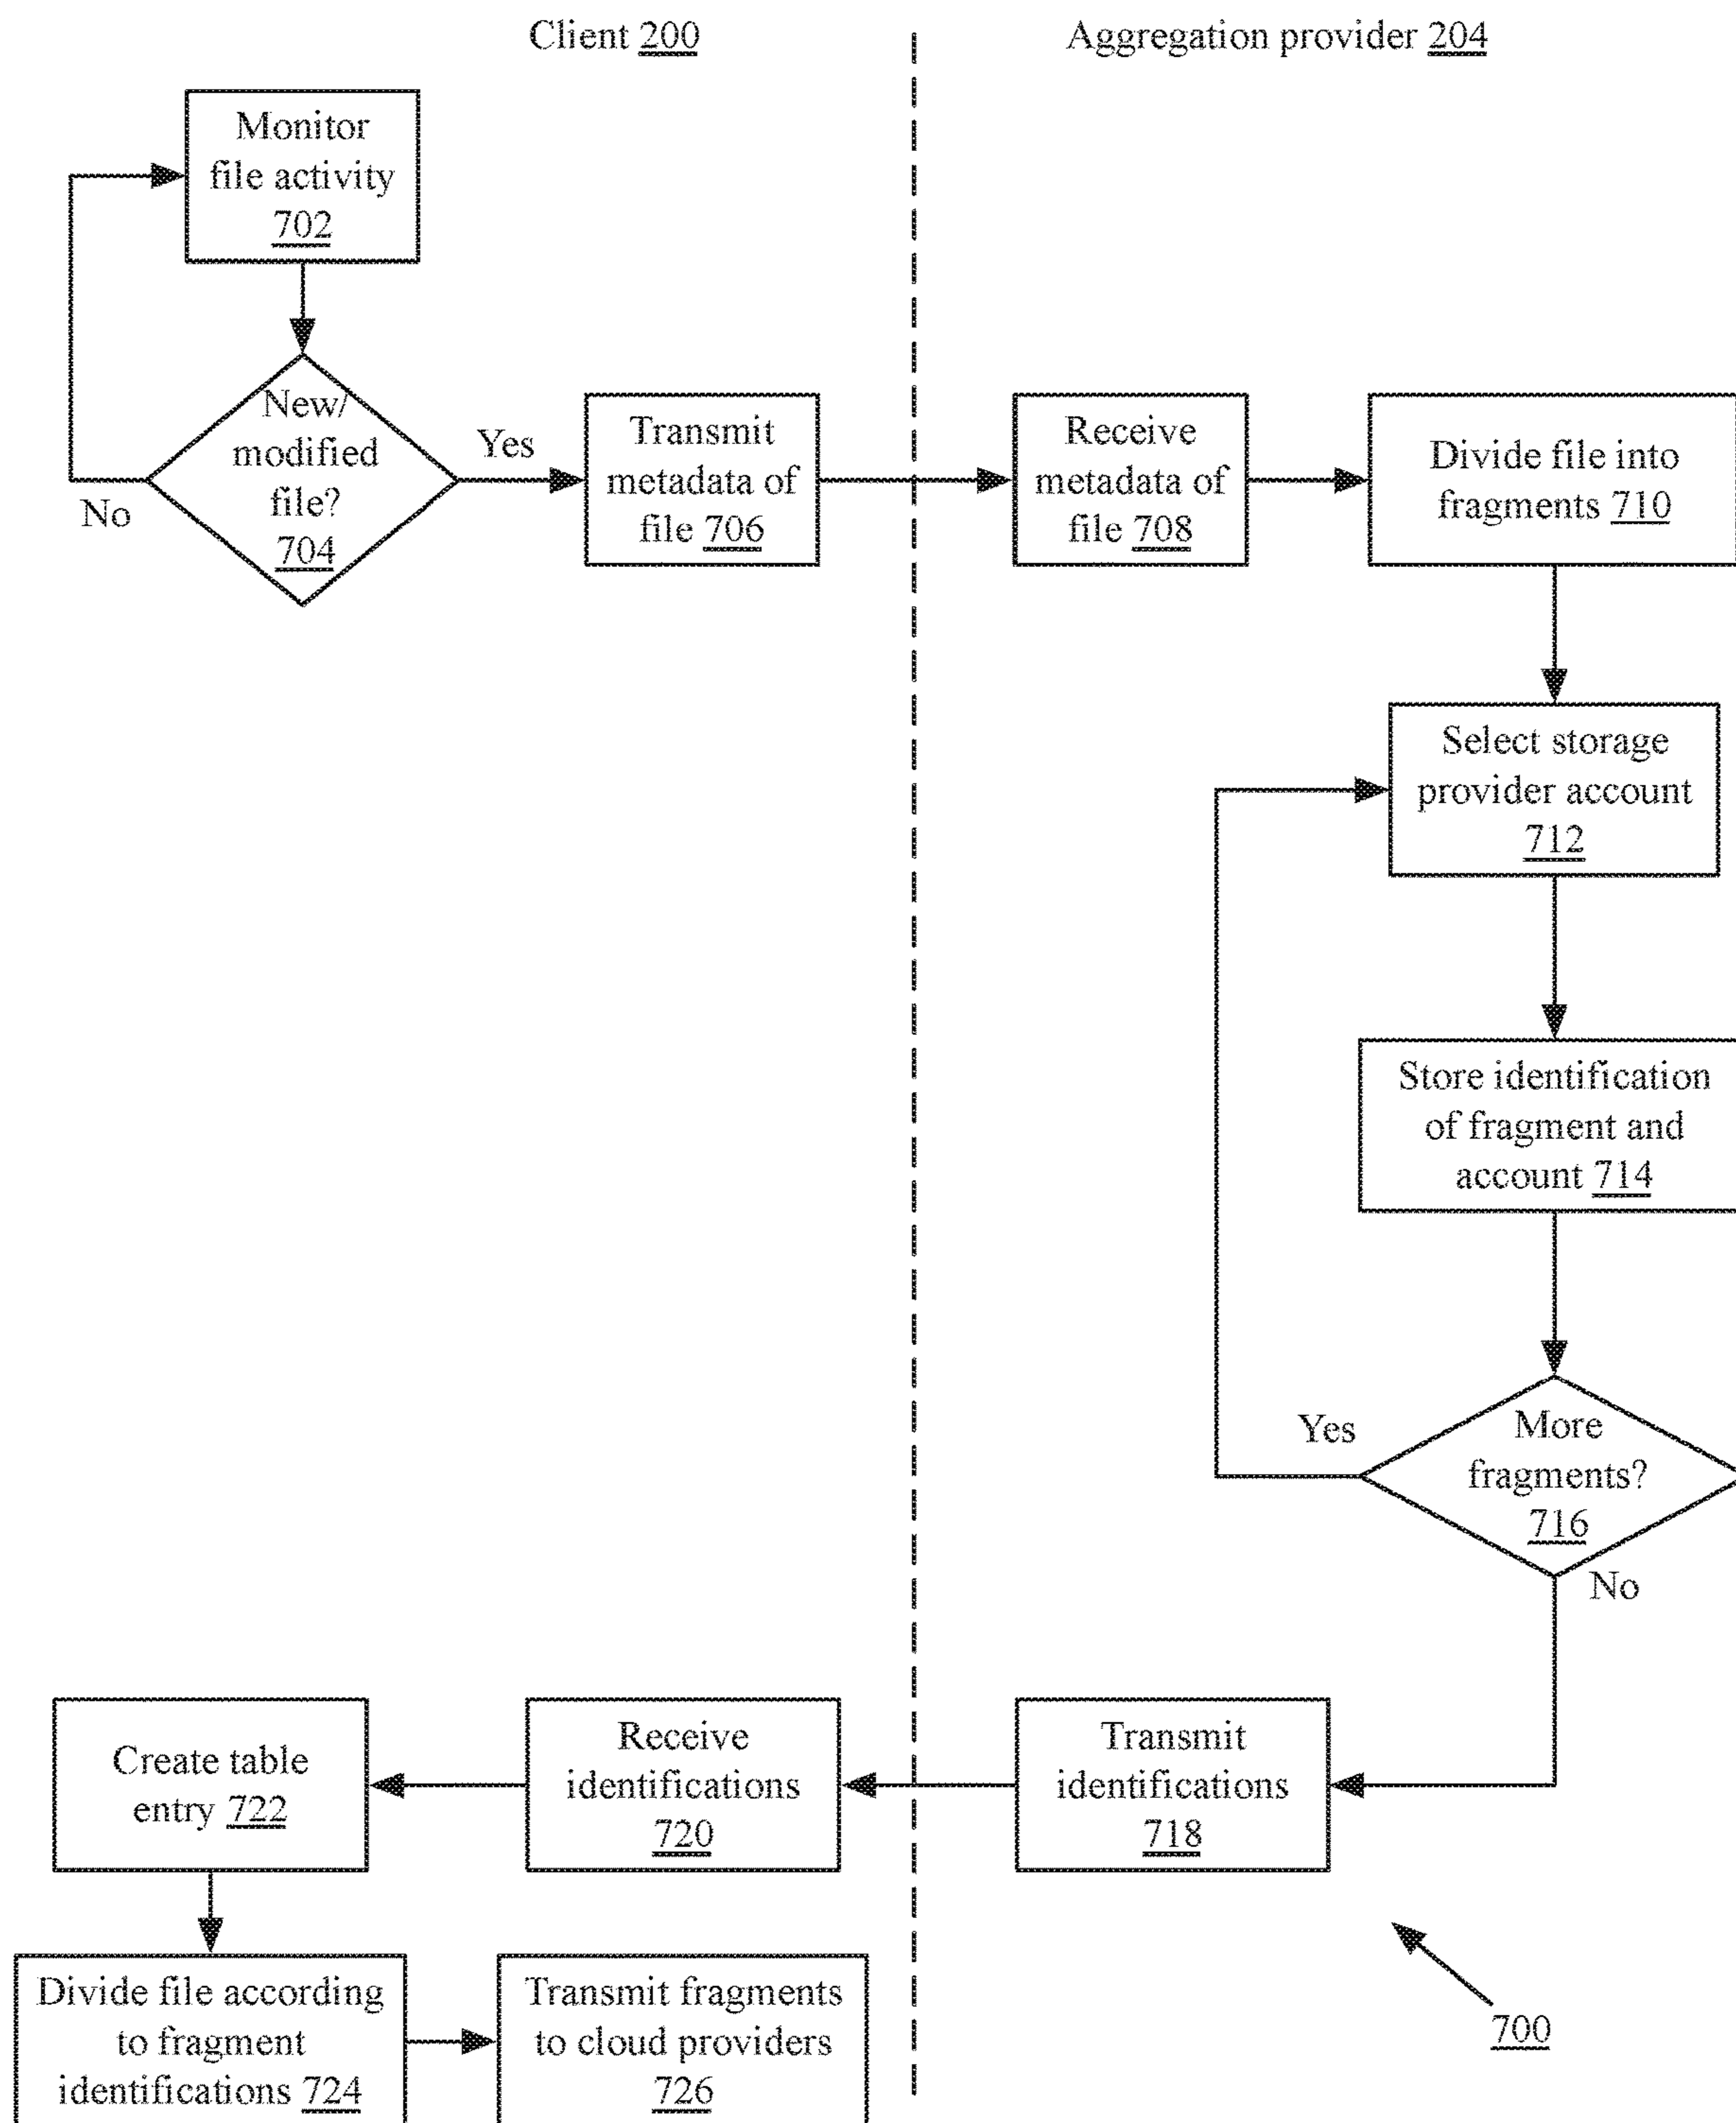 Client 200
Aggregation provider 204
Monitor
file activity
702
New/
modified
file?
704
Yes
No
Transmit
metadata of
file 706
Receive
metadata of
file 708
Divide file into
fragments 710
Select storage
provider account
712
Store identification
of fragment and
account 714
More
fragments?
716
Yes
No
Transmit
identifications
718
Receive
identifications
720
Create table
entry 722
Divide file according
to fragment
identifications 724
Transmit fragments
to cloud providers
726
700